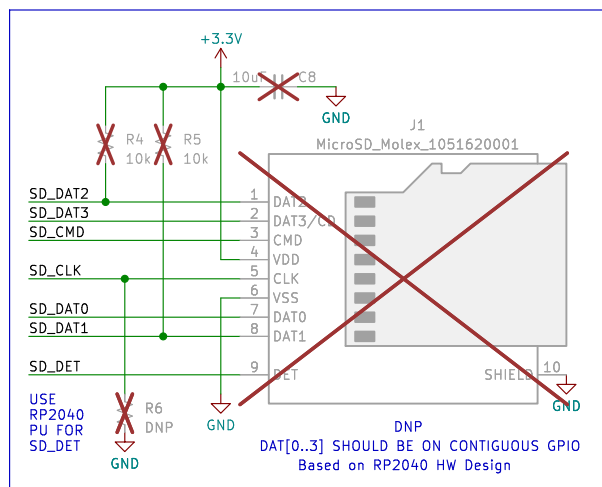 +3.3V
10uF C8
GND
J1
MicroSD_Molex_1051620001
R4 R5
10k 10k
SD_DAT2 1 DAT2
SD_DAT3 2 DAT3/CD
SD_CMD 3 CMD
4 VDD
SD_CLK 5 CLK
6 VSS
SD_DAT0 7 DAT0
SD_DAT1 8 DAT1
SD_DET 9 DET SHIELD 10
GND
USE
RP2040
PU FOR
SD_DET
R6
DNP
GND
GND
DNP
DAT[0..3] SHOULD BE ON CONTIGUOUS GPIO
Based on RP2040 HW Design